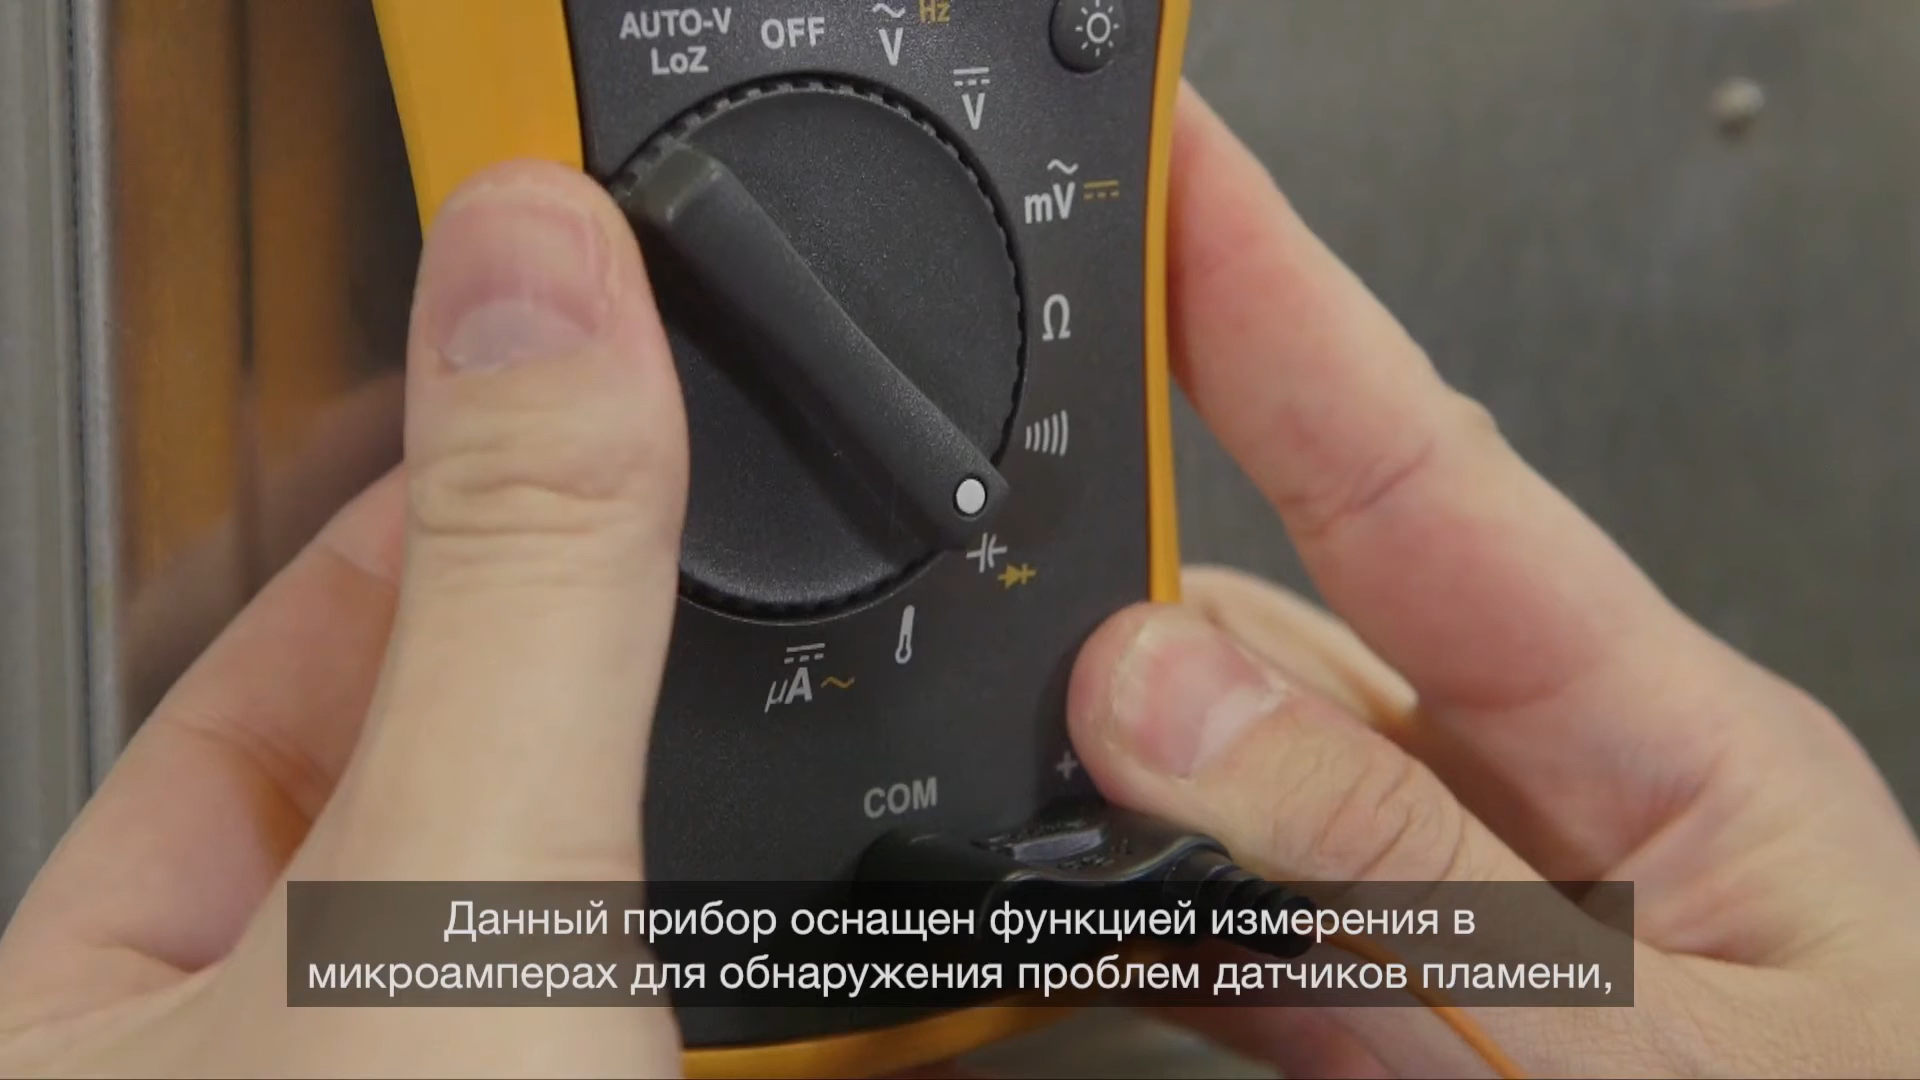 AUTO-V
LoZ
OFF
Hz
V
V
mV
Ω
µA
COM
+
Данный прибор оснащен функцией измерения в
микроамперах для обнаружения проблем датчиков пламени,